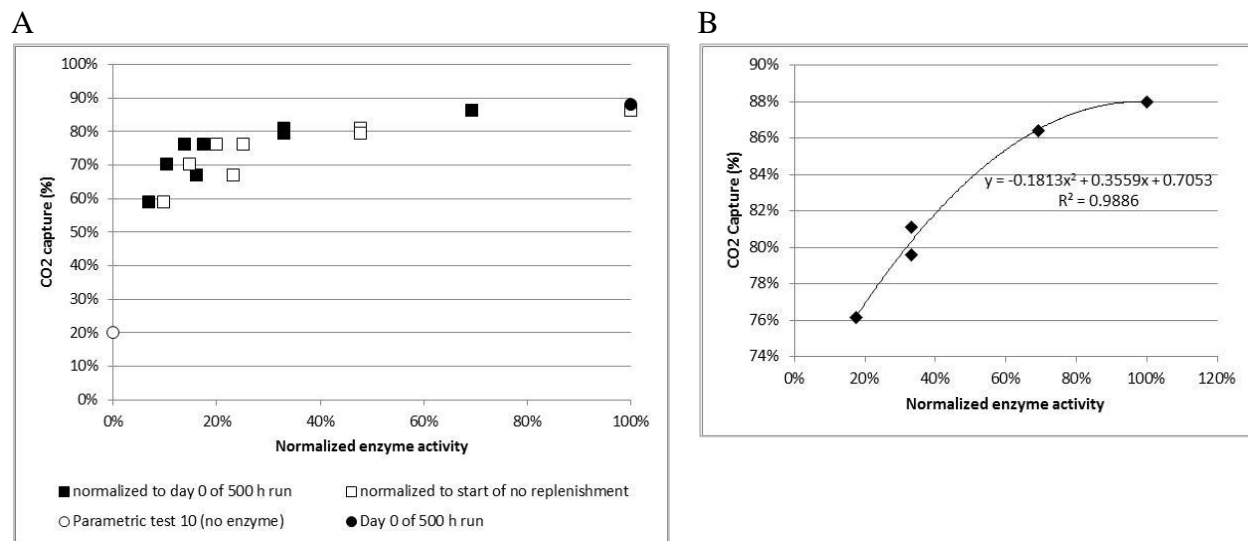 A
100%
90%
80%
70%
60%
50%
40%
30%
20%
10%
0%
CO2 capture (%)
0% 20% 40% 60% 80% 100%
Normalized enzyme activity
normalized to day 0 of 500 h run
normalized to start of no replenishment
Parametric test 10 (no enzyme)
Day 0 of 500 h run
B
90%
88%
86%
84%
82%
80%
78%
76%
74%
CO2 Capture (%)
y = -0.1813x² + 0.3559x + 0.7053
R² = 0.9886
0% 20% 40% 60% 80% 100% 120%
Normalized enzyme activity